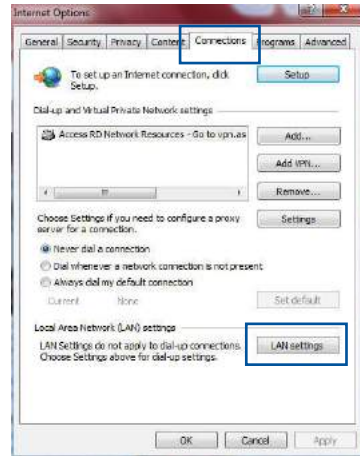 Internet Options
General Security Privacy Content Connections Programs Advanced
To set up an Internet connection, click
Setup.
Setup
Dial-up and Virtual Private Network settings
Access RD Network Resources - Go to vpn.as
Add...
Add VPN...
Remove...
Choose Settings if you need to configure a proxy
server for a connection.
Settings
Never dial a connection
Dial whenever a network connection is not present
Always dial my default connection
Current None
Set default
Local Area Network (LAN) settings
LAN Settings do not apply to dial-up connections.
Choose Settings above for dial-up settings.
LAN settings
OK Cancel Apply